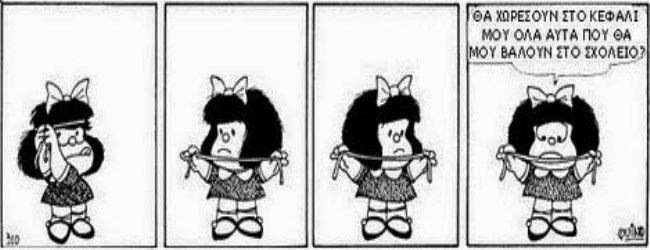 ΘΑ ΧΩΡΕΣΟΥΝ ΣΤΟ ΚΕΦΑΛΙ
ΜΟΥ ΟΛΑ ΑΥΤΑ ΠΟΥ ΘΑ
ΜΟΥ ΒΑΛΟΥΝ ΣΤΟ ΣΧΟΛΕΙΟ?